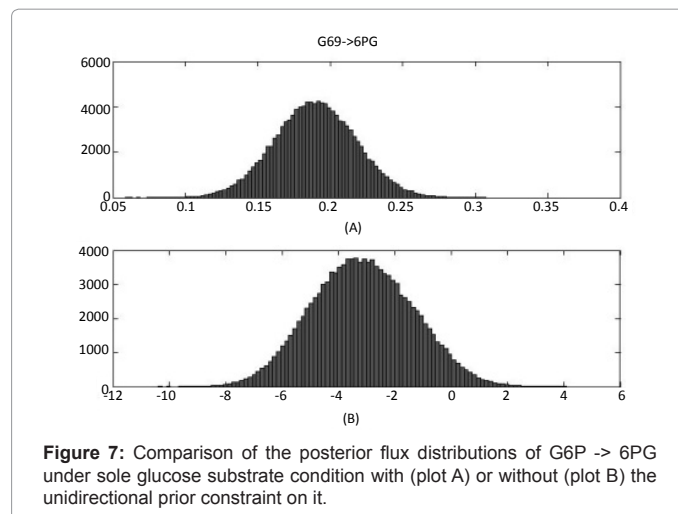 G69->6PG
6000
4000
2000
0
0.05 0.1 0.15 0.2 0.25 0.3 0.35 0.4
(A)
4000
3000
2000
1000
0
-12 -10 -8 -6 -4 -2 0 2 4 6
(B)
Figure 7: Comparison of the posterior flux distributions of G6P -> 6PG
under sole glucose substrate condition with (plot A) or without (plot B) the
unidirectional prior constraint on it.